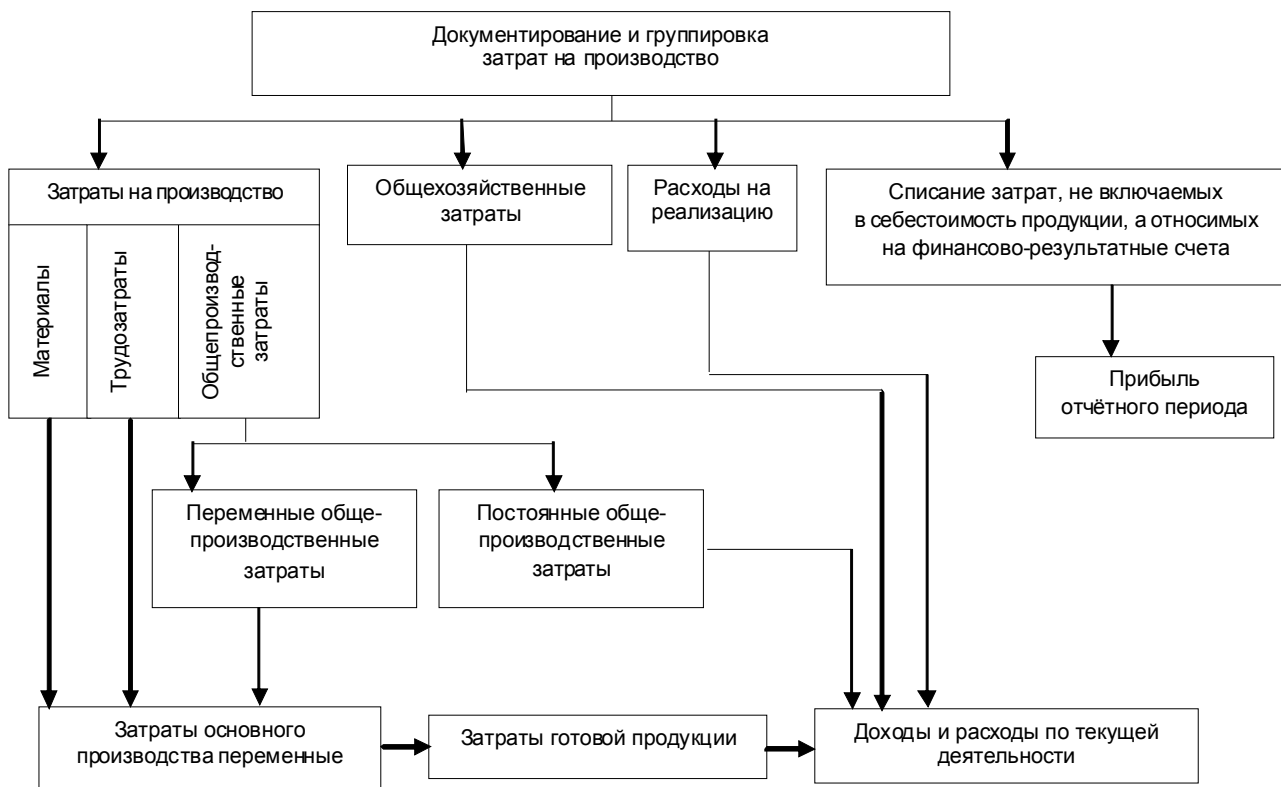 Документирование и группировка
затрат на производство
Затраты на производство
Материалы
Трудозатраты
Общепроизвод-
ственные
затраты
Общехозяйственные
затраты
Расходы на
реализацию
Списание затрат, не включаемых
в себестоимость продукции, а относимых
на финансово-результатные счета
Прибыль
отчётного периода
Переменные обще-
производственные
затраты
Постоянные обще-
производственные
затраты
Затраты основного
производства переменные
Затраты готовой продукции
Доходы и расходы по текущей
деятельности